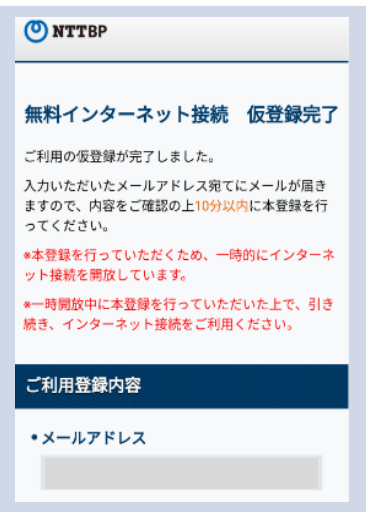 NTTBP
無料インターネット接続　仮登録完了
ご利用の仮登録が完了しました。
入力いただいたメールアドレス宛てにメールが届き
ますので、内容をご確認の上10分以内に本登録を行
ってください。
*本登録を行っていただくため、一時的にインターネ
ット接続を開放しています。
*一時開放中に本登録を行っていただいた上で、引き
続き、インターネット接続をご利用ください。
ご利用登録内容
•メールアドレス